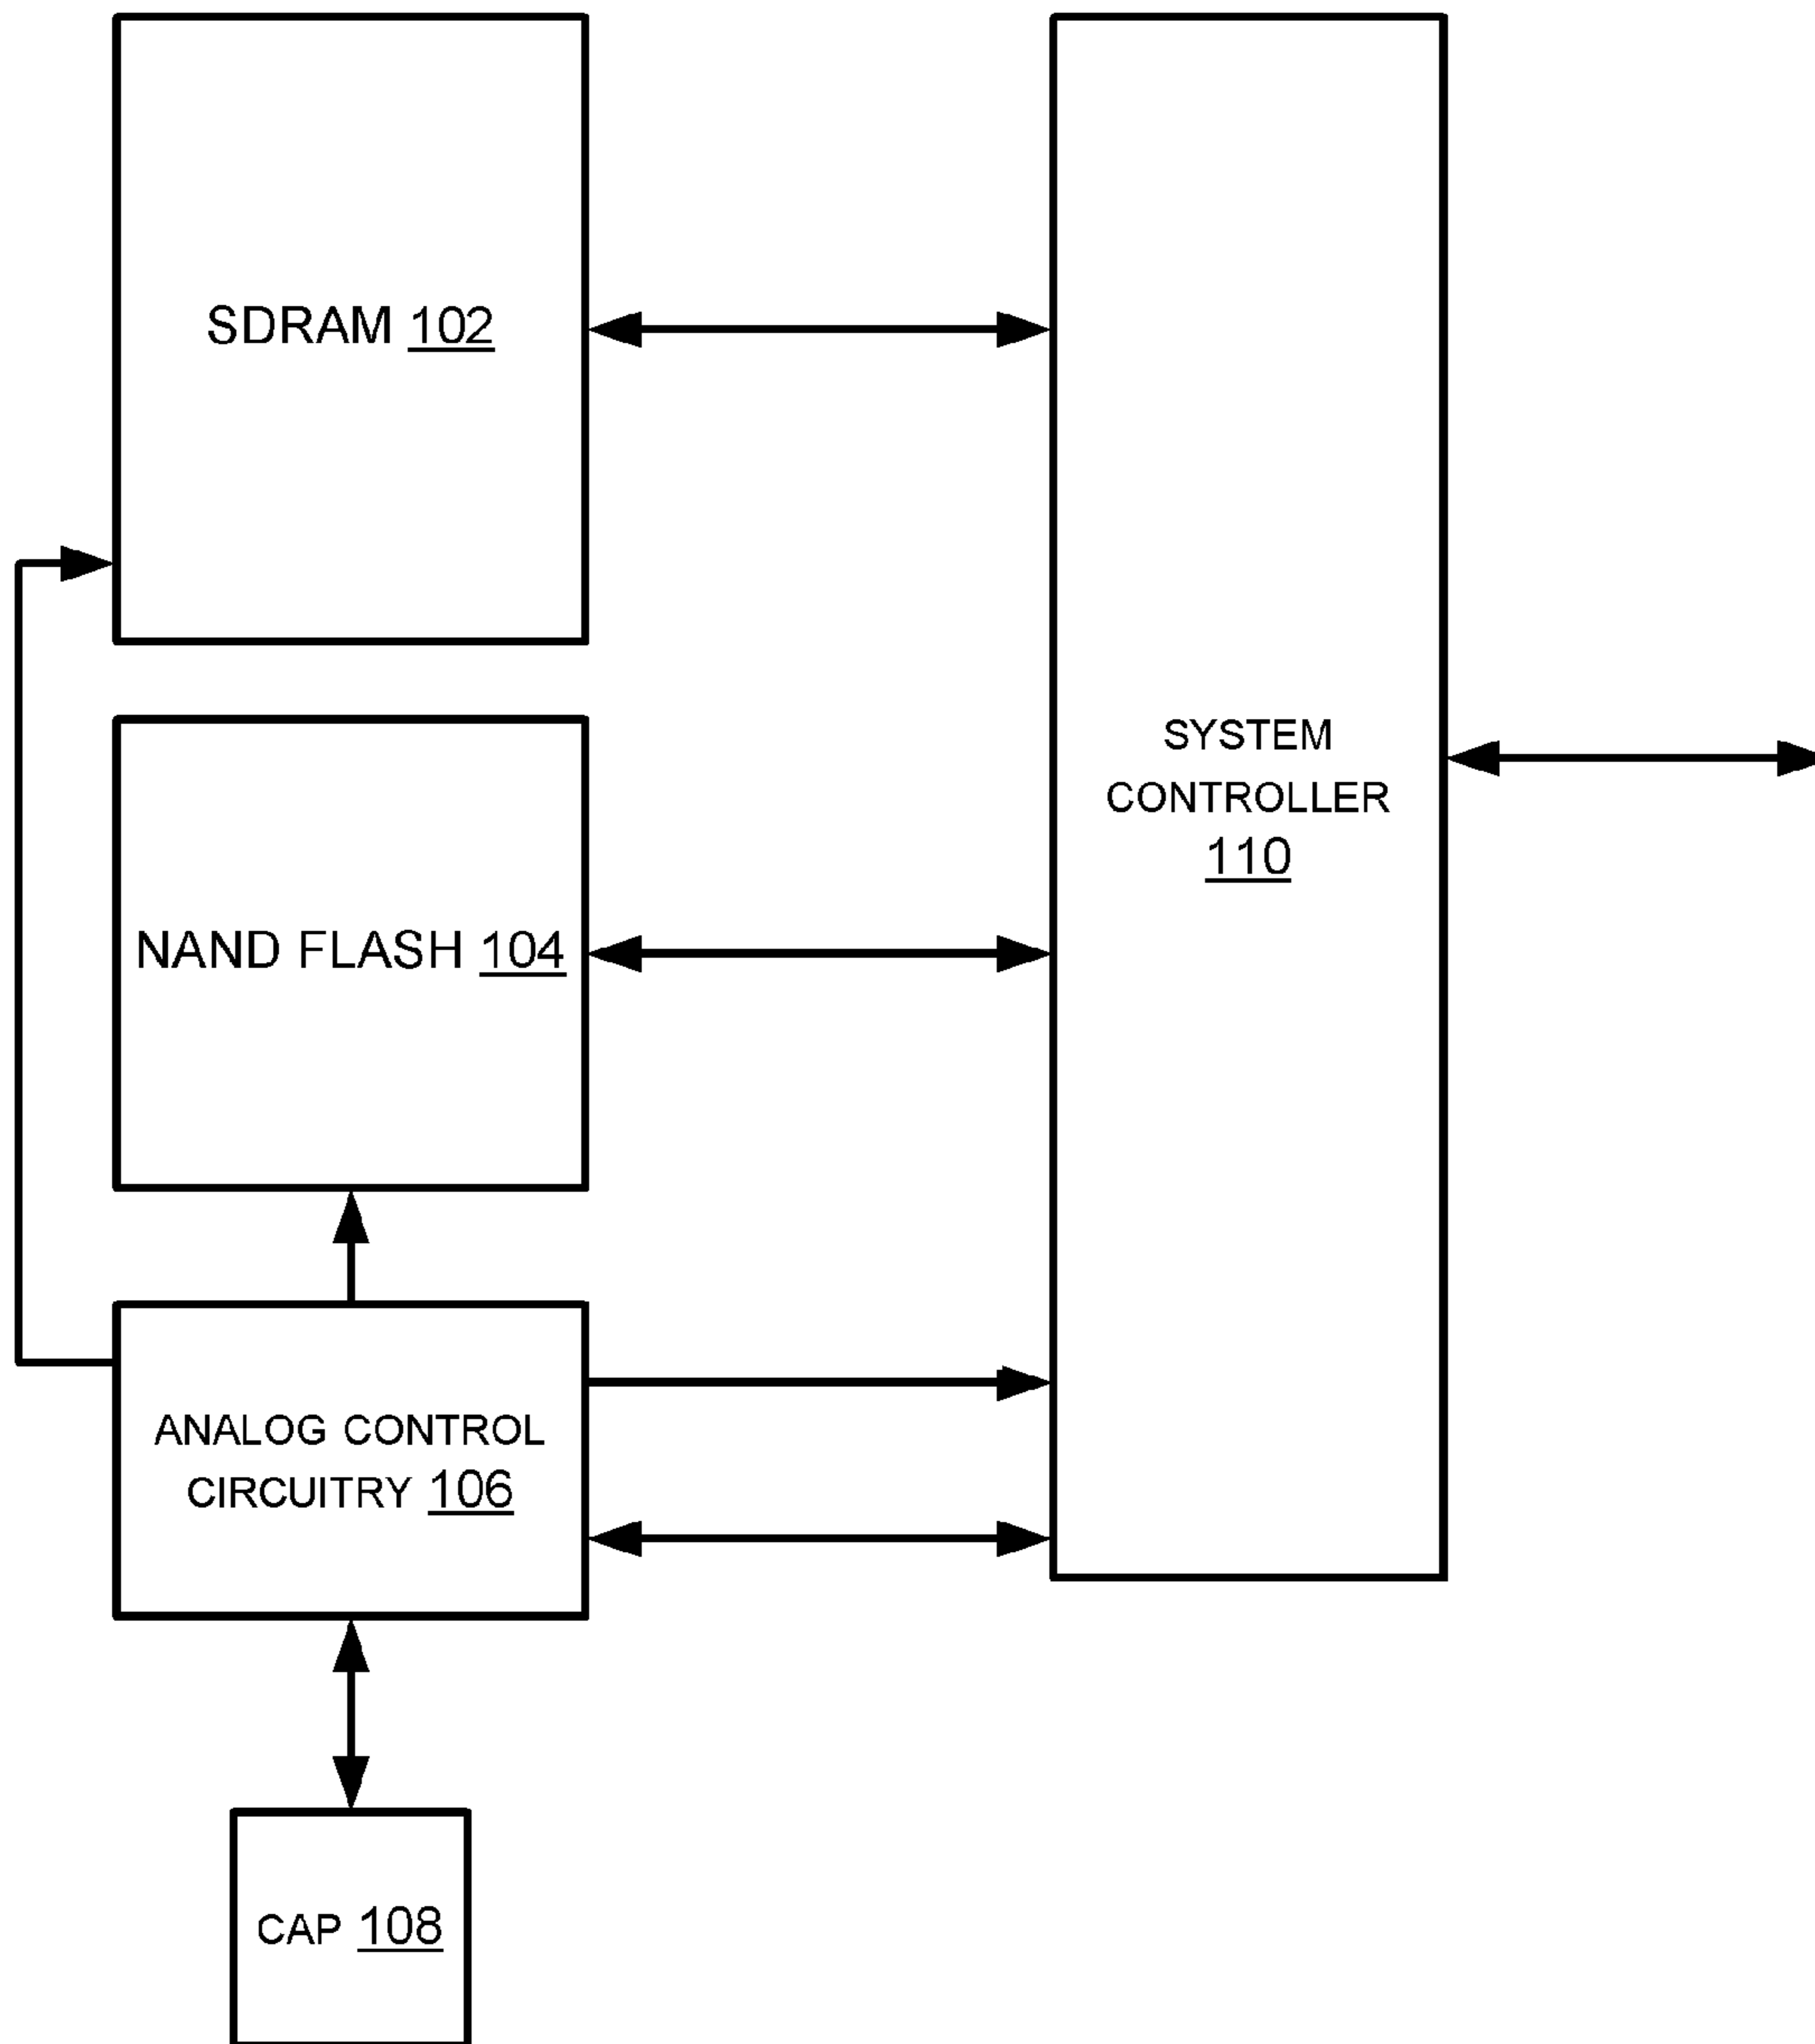 SDRAM 102
SYSTEM
CONTROLLER
110
NAND FLASH 104
ANALOG CONTROL
CIRCUITRY 106
CAP 108